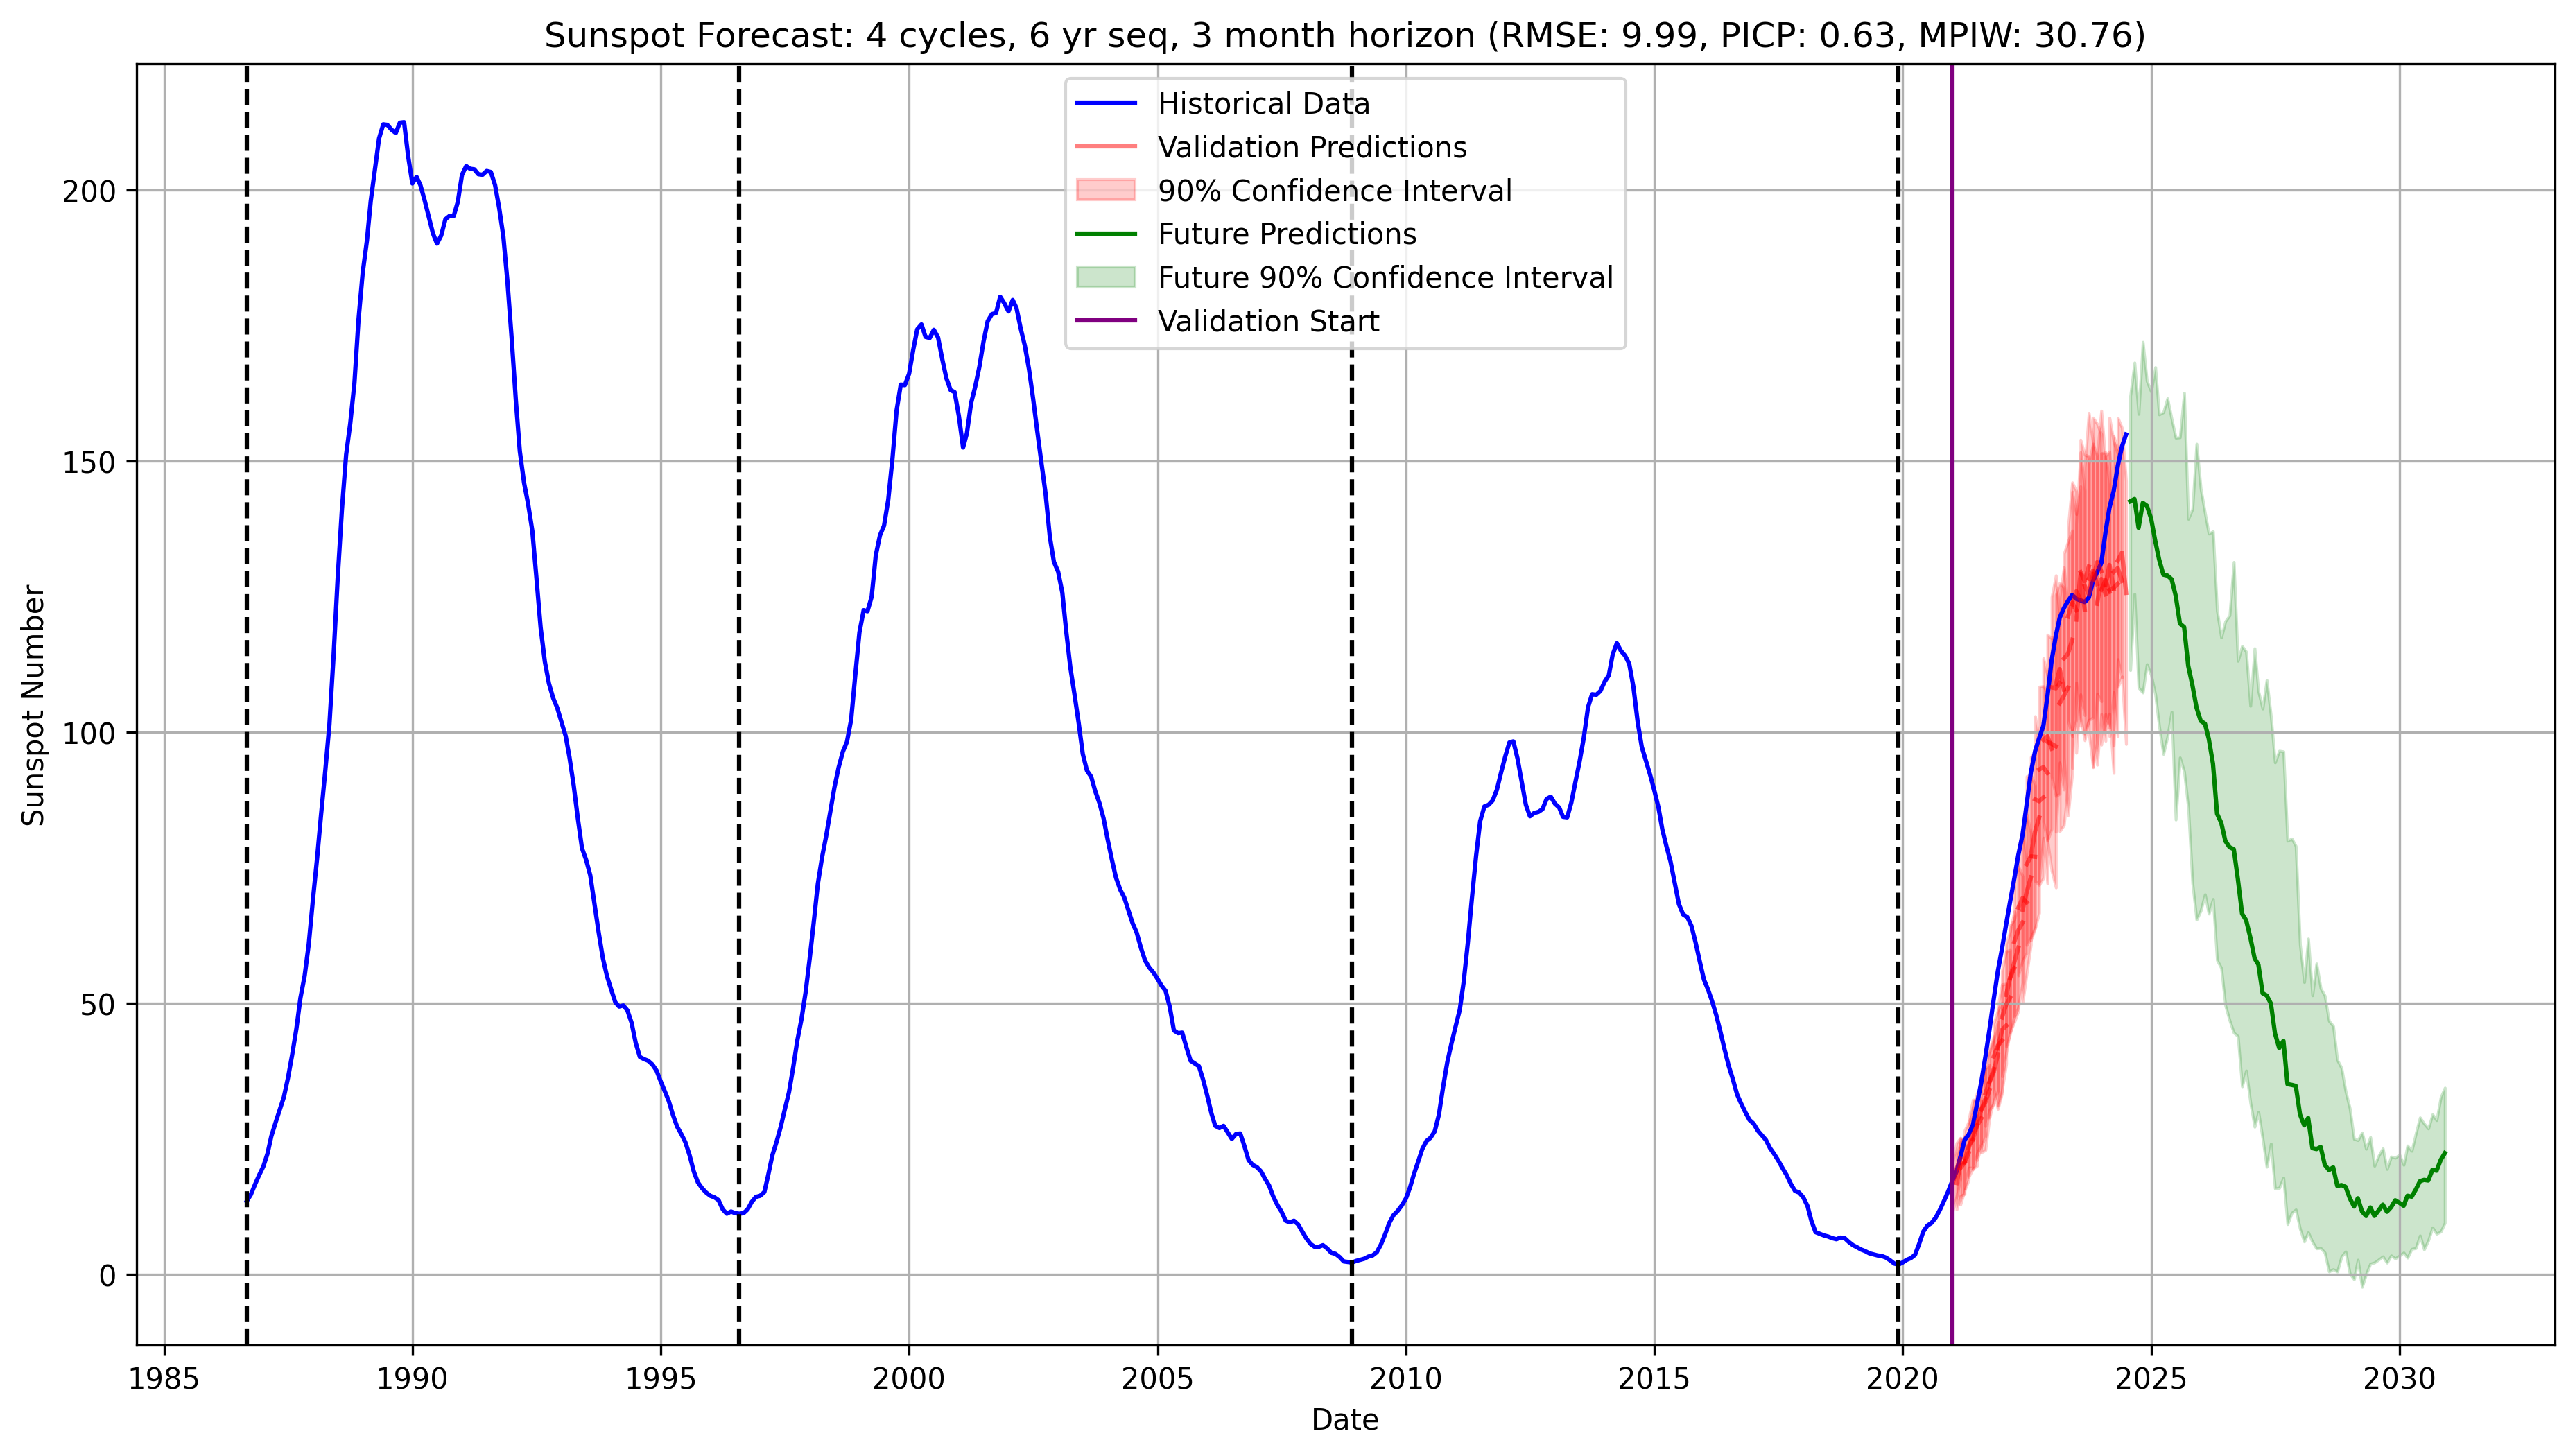 Sunspot Forecast: 4 cycles, 6 yr seq, 3 month horizon (RMSE: 9.99, PICP: 0.63, MPIW: 30.76)
Historical Data
Validation Predictions
90% Confidence Interval
Future Predictions
Future 90% Confidence Interval
Validation Start
Sunspot Number
200
150
100
50
0
1985 1990 1995 2000 2005 2010 2015 2020 2025 2030
Date